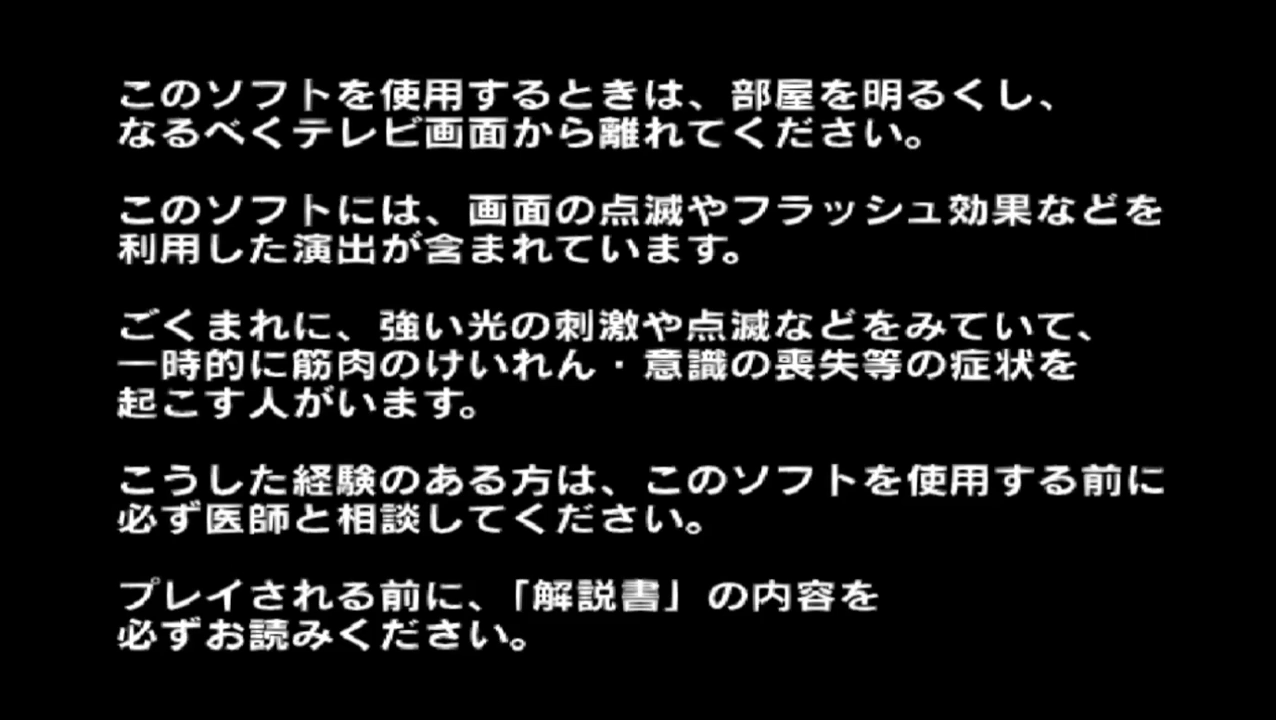 このソフトを使用するときは、部屋を明るくし、
なるべくテレビ画面から離れてください。
このソフトには、画面の点滅やフラッシュ効果などを
利用した演出が含まれています。
ごくまれに、強い光の刺激や点滅などをみていて、
一時的に筋肉のけいれん・意識の喪失等の症状を
起こす人がいます。
こうした経験のある方は、このソフトを使用する前に
必ず医師と相談してください。
プレイされる前に、「解説書」の内容を
必ずお読みください。